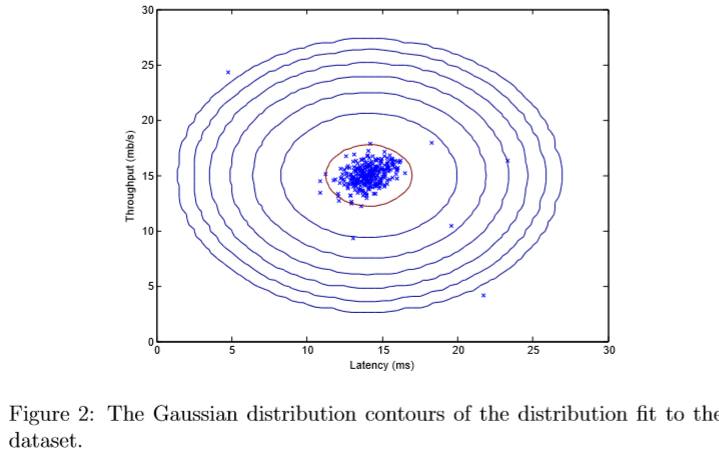 30
25
20
15
10
5
0
Throughput (mb/s)
0 5 10 15 20 25 30
Latency (ms)
Figure 2: The Gaussian distribution contours of the distribution fit to the
dataset.